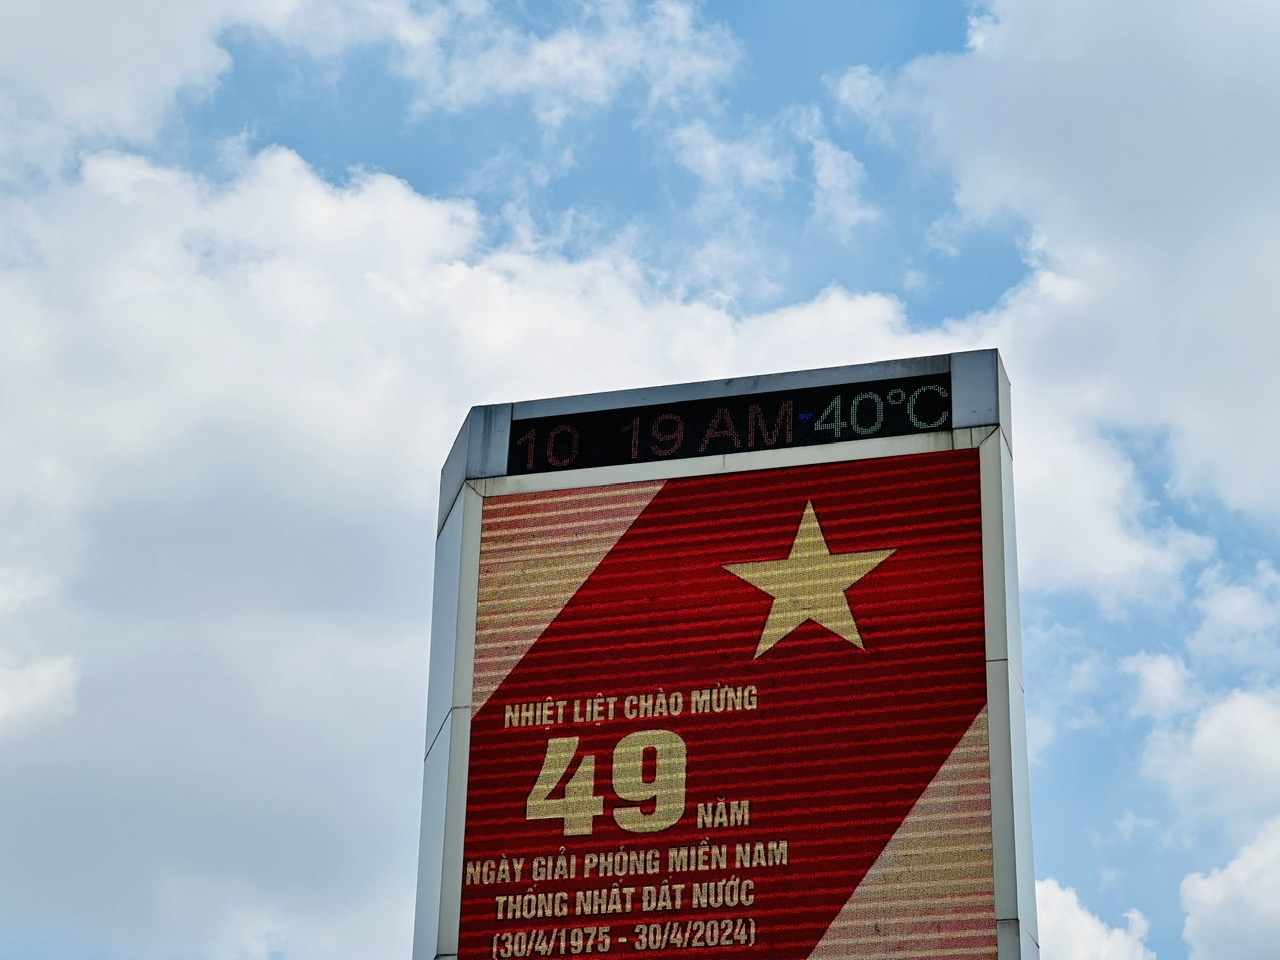 10 19 AM 40°C
NHIỆT LIỆT CHÀO MỪNG
49 NĂM
NGÀY GIẢI PHÓNG MIỀN NAM
THỐNG NHẤT ĐẤT NƯỚC
(30/4/1975 - 30/4/2024)